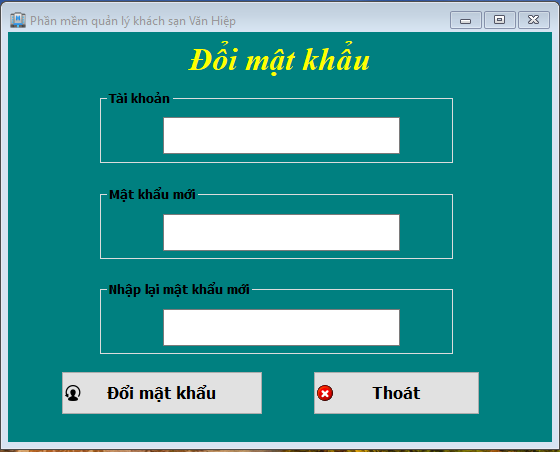 Phần mềm quản lý khách sạn Văn Hiệp
Đổi mật khẩu
Tài khoản
Mật khẩu mới
Nhập lại mật khẩu mới
Đổi mật khẩu
Thoát